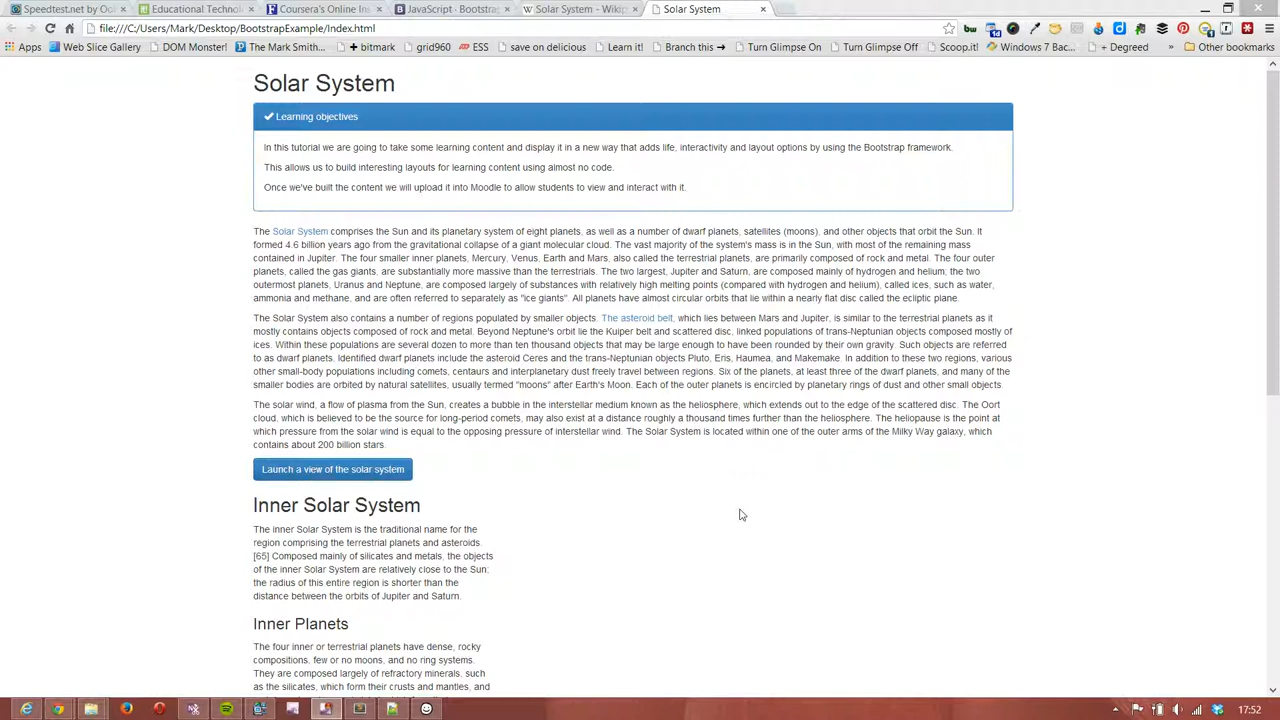 Speedtest.net by Ook
Educational Technolo
Coursera's Online Ins
JavaScript · Bootstrap
Solar System - Wikip
Solar System
file:///C:/Users/Mark/Desktop/BootstrapExample/Index.html
Apps
Web Slice Gallery
DOM Monster!
The Mark Smith...
+ bitmark
grid960
ESS
save on delicious
Learn it!
Branch this →
Turn Glimpse On
Turn Glimpse Off
Scoop.it!
Windows 7 Bac...
+ Degreed
»
Other bookmarks
Solar System
Learning objectives
In this tutorial we are going to take some learning content and display it in a new way that adds life, interactivity and layout options by using the Bootstrap framework.
This allows us to build interesting layouts for learning content using almost no code.
Once we've built the content we will upload it into Moodle to allow students to view and interact with it.
The Solar System comprises the Sun and its planetary system of eight planets, as well as a number of dwarf planets, satellites (moons), and other objects that orbit the Sun. It
formed 4.6 billion years ago from the gravitational collapse of a giant molecular cloud. The vast majority of the system's mass is in the Sun, with most of the remaining mass
contained in Jupiter. The four smaller inner planets, Mercury, Venus, Earth and Mars, also called the terrestrial planets, are primarily composed of rock and metal. The four outer
planets, called the gas giants, are substantially more massive than the terrestrials. The two largest, Jupiter and Saturn, are composed mainly of hydrogen and helium, the two
outermost planets, Uranus and Neptune, are composed largely of substances with relatively high melting points (compared with hydrogen and helium), called ices, such as water,
ammonia and methane, and are often referred to separately as "ice giants". All planets have almost circular orbits that lie within a nearly flat disc called the ecliptic plane.
The Solar System also contains a number of regions populated by smaller objects. The asteroid belt, which lies between Mars and Jupiter, is similar to the terrestrial planets as it
mostly contains objects composed of rock and metal. Beyond Neptune's orbit lie the Kuiper belt and scattered disc, linked populations of trans-Neptunian objects composed mostly of
ices. Within these populations are several dozen to more than ten thousand objects that may be large enough to have been rounded by their own gravity. Such objects are referred
to as dwarf planets. Identified dwarf planets include the asteroid Ceres and the trans-Neptunian objects Pluto, Eris, Haumea, and Makemake. In addition to these two regions, various
other small-body populations including comets, centaurs and interplanetary dust freely travel between regions. Six of the planets, at least three of the dwarf planets, and many of the
smaller bodies are orbited by natural satellites, usually termed "moons" after Earth's Moon. Each of the outer planets is encircled by planetary rings of dust and other small objects.
The solar wind, a flow of plasma from the Sun, creates a bubble in the interstellar medium known as the heliosphere, which extends out to the edge of the scattered disc. The Oort
cloud, which is believed to be the source for long-period comets, may also exist at a distance roughly a thousand times further than the heliosphere. The heliopause is the point at
which pressure from the solar wind is equal to the opposing pressure of interstellar wind. The Solar System is located within one of the outer arms of the Milky Way galaxy, which
contains about 200 billion stars.
Launch a view of the solar system
Inner Solar System
The inner Solar System is the traditional name for the
region comprising the terrestrial planets and asteroids.
[65] Composed mainly of silicates and metals, the objects
of the inner Solar System are relatively close to the Sun;
the radius of this entire region is shorter than the
distance between the orbits of Jupiter and Saturn.
Inner Planets
The four inner or terrestrial planets have dense, rocky
compositions, few or no moons, and no ring systems.
They are composed largely of refractory minerals, such
as the silicates, which form their crusts and mantles, and
17:52